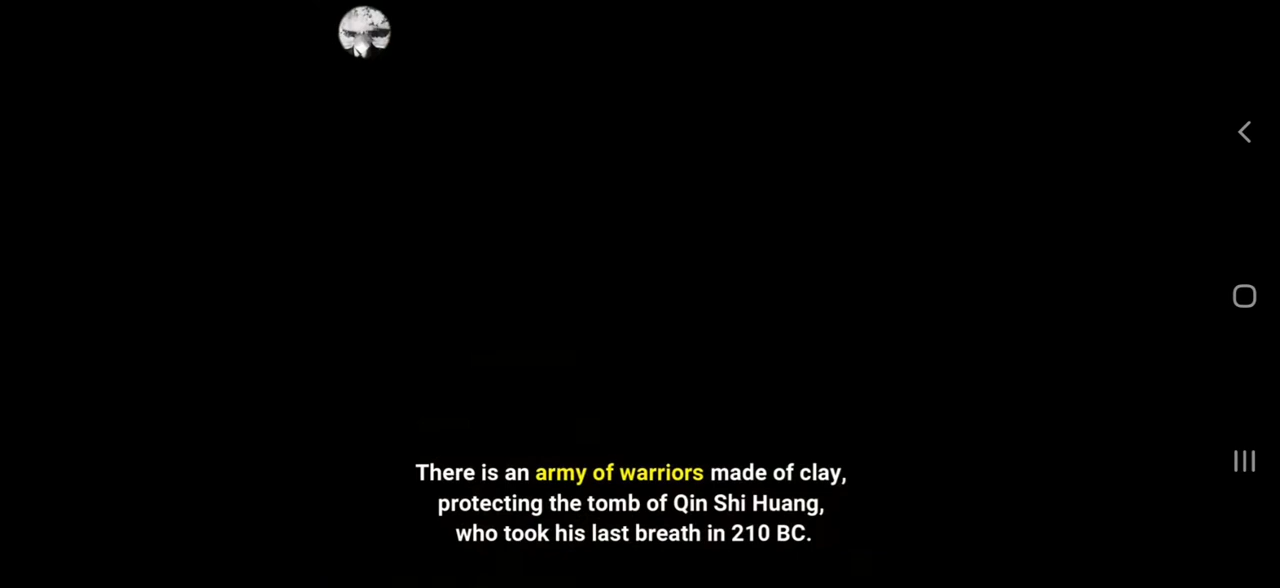 There is an army of warriors made of clay,
protecting the tomb of Qin Shi Huang,
who took his last breath in 210 BC.